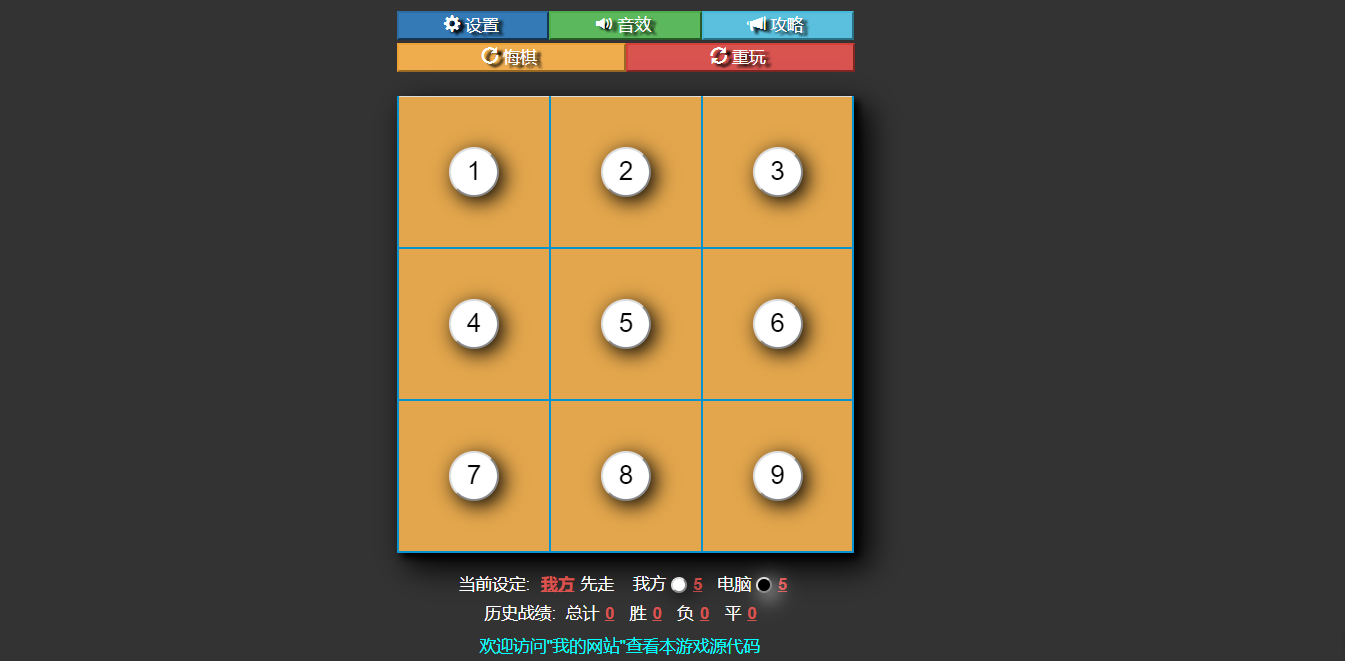 设置 音效 攻略
悔棋 重玩
1 2 3
4 5 6
7 8 9
当前设定: 我方 先走 我方 5 电脑 5
历史战绩: 总计 0 胜 0 负 0 平 0
欢迎访问"我的网站"查看本游戏源代码